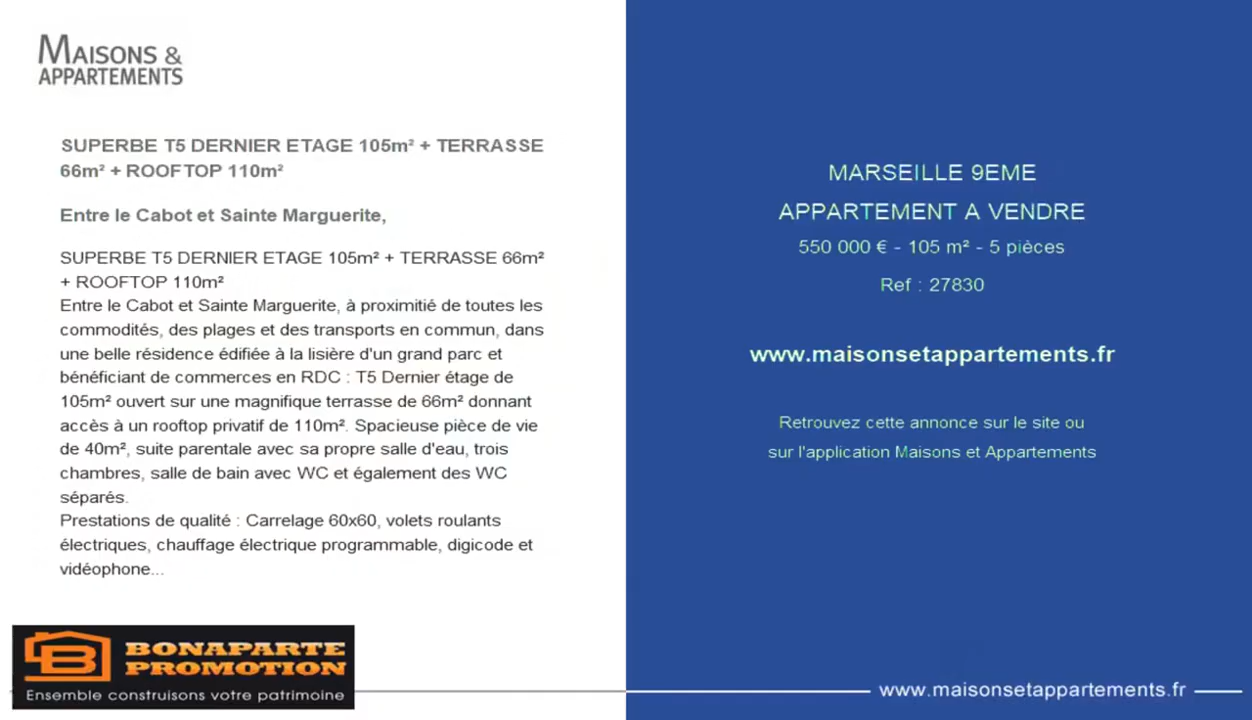 MAISONS &
APPARTEMENTS
SUPERBE T5 DERNIER ETAGE 105m² + TERRASSE
66m² + ROOFTOP 110m²
Entre le Cabot et Sainte Marguerite,
SUPERBE T5 DERNIER ETAGE 105m² + TERRASSE 66m²
+ ROOFTOP 110m²
Entre le Cabot et Sainte Marguerite, à proximitié de toutes les
commodités, des plages et des transports en commun, dans
une belle résidence édifiée à la lisière d'un grand parc et
bénéficiant de commerces en RDC : T5 Dernier étage de
105m² ouvert sur une magnifique terrasse de 66m² donnant
accès à un rooftop privatif de 110m². Spacieuse pièce de vie
de 40m², suite parentale avec sa propre salle d'eau, trois
chambres, salle de bain avec WC et également des WC
séparés.
Prestations de qualité : Carrelage 60x60, volets roulants
électriques, chauffage électrique programmable, digicode et
vidéophone...
BONAPARTE
PROMOTION
Ensemble construisons votre patrimoine
MARSEILLE 9EME
APPARTEMENT A VENDRE
550 000 € - 105 m² - 5 pièces
Ref : 27830
www.maisonsetappartements.fr
Retrouvez cette annonce sur le site ou
sur l'application Maisons et Appartements
www.maisonsetappartements.fr